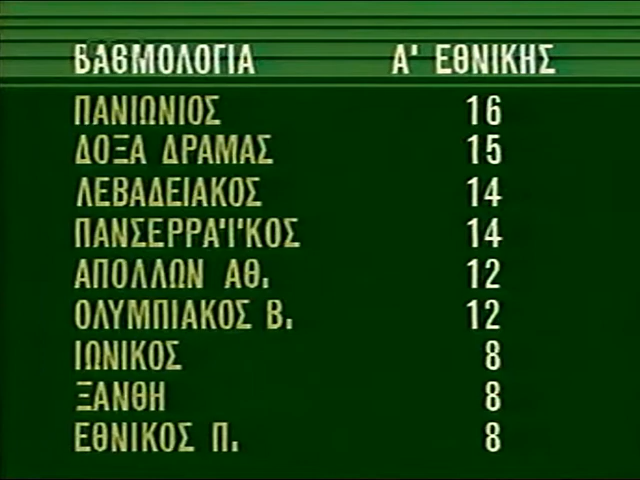 ΒΑΘΜΟΛΟΓΙΑ Α' ΕΘΝΙΚΗΣ
ΠΑΝΙΩΝΙΟΣ 16
ΔΟΞΑ ΔΡΑΜΑΣ 15
ΛΕΒΑΔΕΙΑΚΟΣ 14
ΠΑΝΣΕΡΡΑ'Ι'ΚΟΣ 14
ΑΠΟΛΛΩΝ ΑΘ. 12
ΟΛΥΜΠΙΑΚΟΣ Β. 12
ΙΩΝΙΚΟΣ 8
ΞΑΝΘΗ 8
ΕΘΝΙΚΟΣ Π. 8